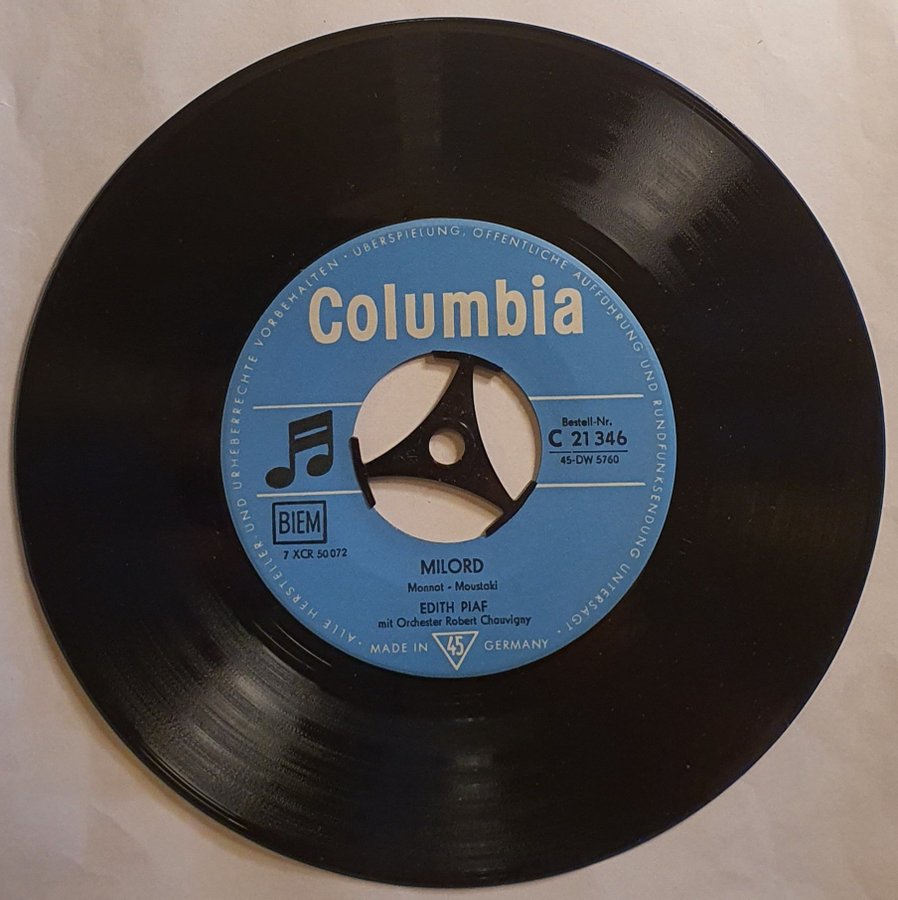 ALLE HERSTELLER UND URHEBERRECHTE VORBEHALTEN · ÜBERSPIELUNG, ÖFFENTLICHE AUFFÜHRUNG UND RUNDFUNKSENDUNG UNTERSAGT ·
Columbia
Bestell-Nr.
C 21 346
45-DW 5760
BIEM
7 XCR 50 072
MILORD
Monnot - Moustaki
EDITH PIAF
mit Orchester Robert Chauvigny
MADE IN 45 GERMANY